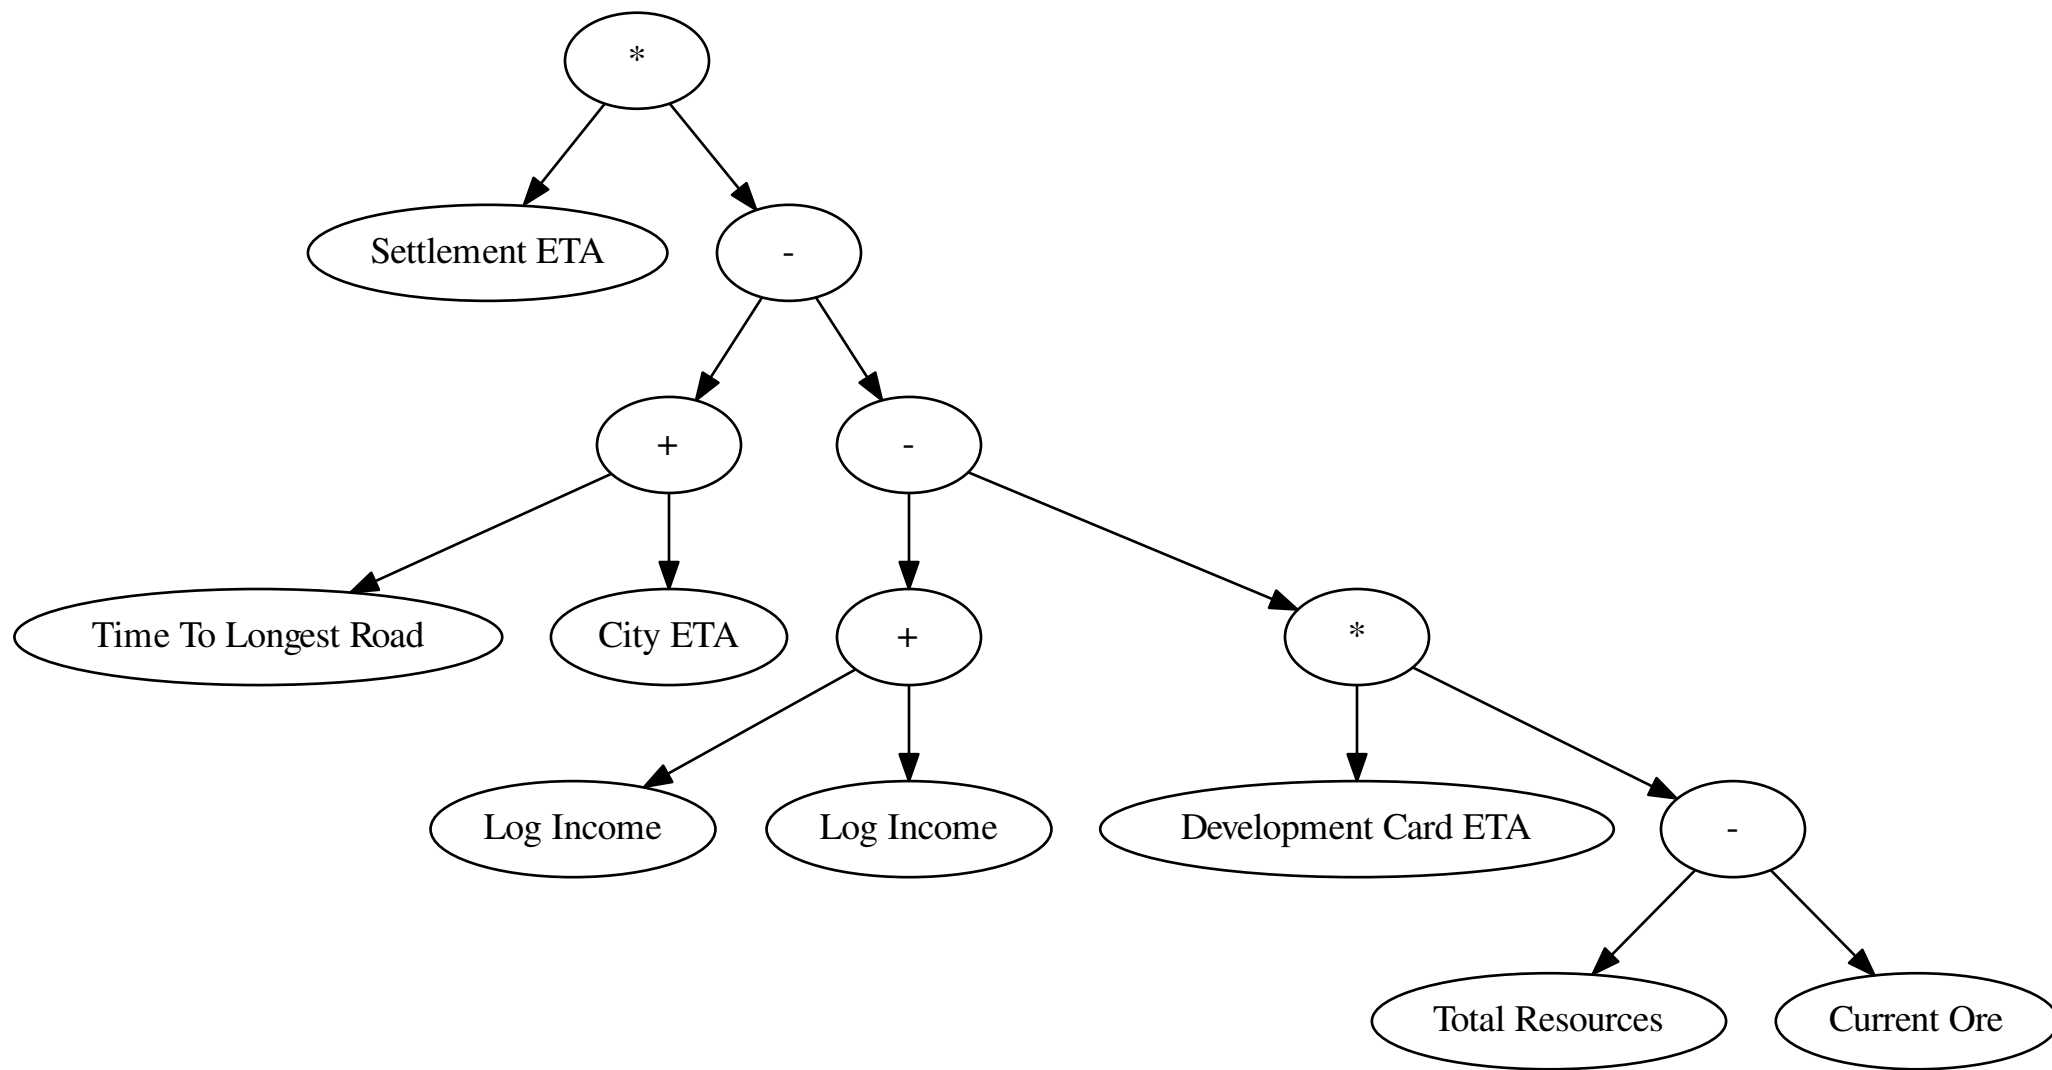 *
Settlement ETA
-
+
-
Time To Longest Road
City ETA
+
*
Log Income
Log Income
Development Card ETA
-
Total Resources
Current Ore